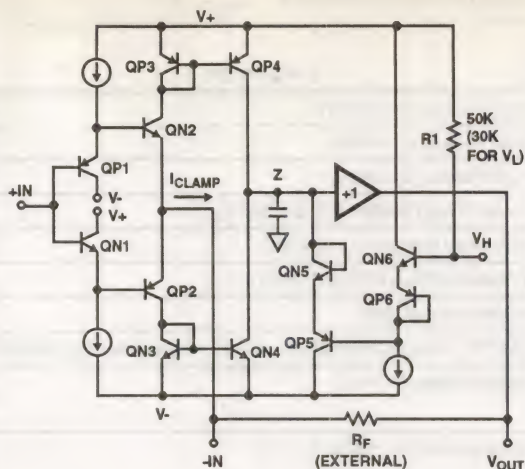 V+
QP3
QP4
QN2
50K
(30K
FOR VL)
R1
QP1
ICLAMP
Z
+1
+IN
V-
V+
VH
QN5
QN6
QN1
QP2
QP6
QP5
QN3
QN4
V-
RF
(EXTERNAL)
-IN
VOUT